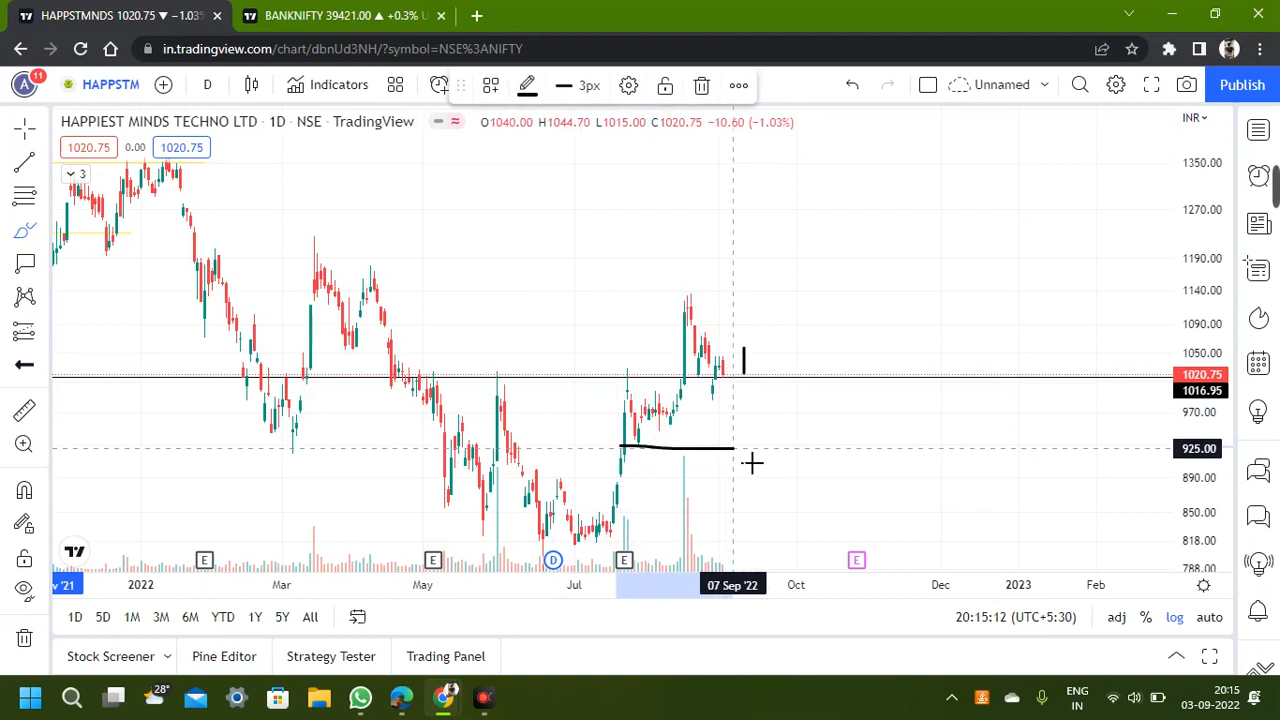 HAPPSTMNDS 1020.75 ▼ −1.03%
BANKNIFTY 39421.00 ▲ +0.3%
in.tradingview.com/chart/dbnUd3NH/?symbol=NSE%3ANIFTY
A
11
HAPPSTM
D
Indicators
3px
Unnamed
Publish
HAPPIEST MINDS TECHNO LTD · 1D · NSE · TradingView
O1040.00 H1044.70 L1015.00 C1020.75 −10.60 (−1.03%)
INR
1020.75
0.00
1020.75
3
1350.00
1270.00
1190.00
1140.00
1090.00
1050.00
1020.75
1016.95
970.00
925.00
890.00
850.00
818.00
788.00
E
E
D
E
E
'21
2022
Mar
May
Jul
07 Sep '22
Oct
Dec
2023
Feb
1D 5D 1M 3M 6M YTD 1Y 5Y All
20:15:12 (UTC+5:30)
adj % log auto
Stock Screener
Pine Editor
Strategy Tester
Trading Panel
28°
ENG
IN
20:15
03-09-2022